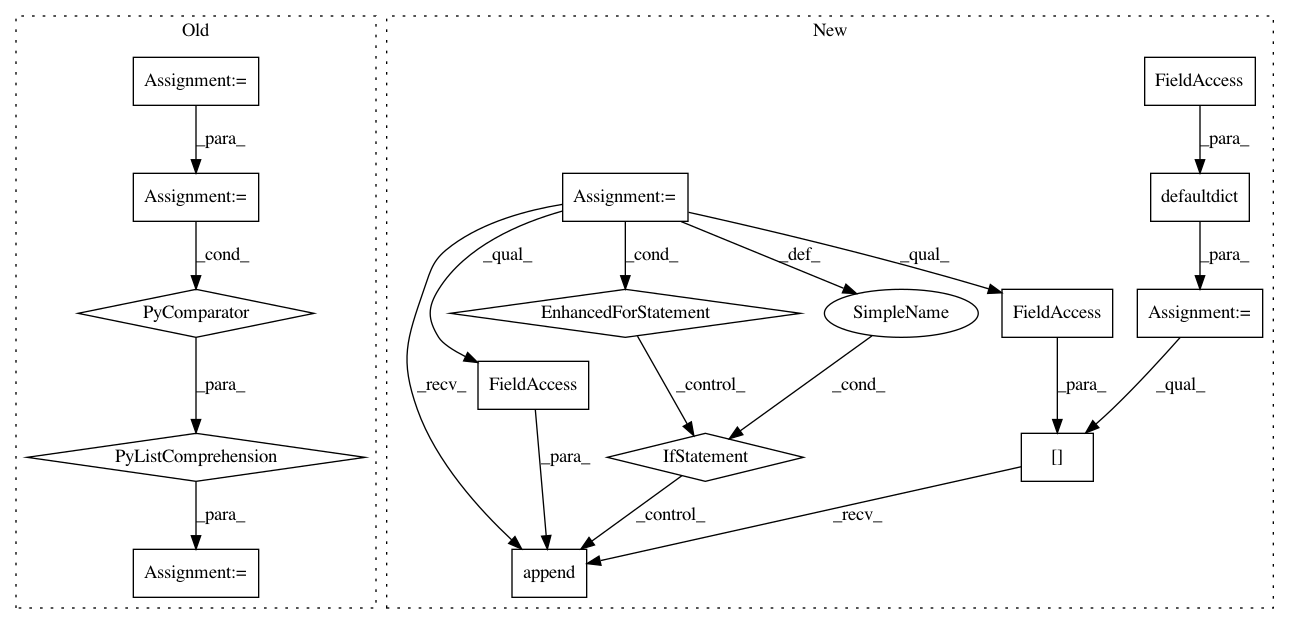 Old
New
Assignment:=
FieldAccess
_para_
_para_
Assignment:=
Assignment:=
defaultdict
_cond_
_qual_
_cond_
_def_
_qual_
_para_
PyComparator
EnhancedForStatement
SimpleName
FieldAccess
Assignment:=
_para_
_recv_
FieldAccess
_control_
_cond_
_para_
_qual_
PyListComprehension
IfStatement
[]
_para_
_para_
_control_
_recv_
Assignment:=
append